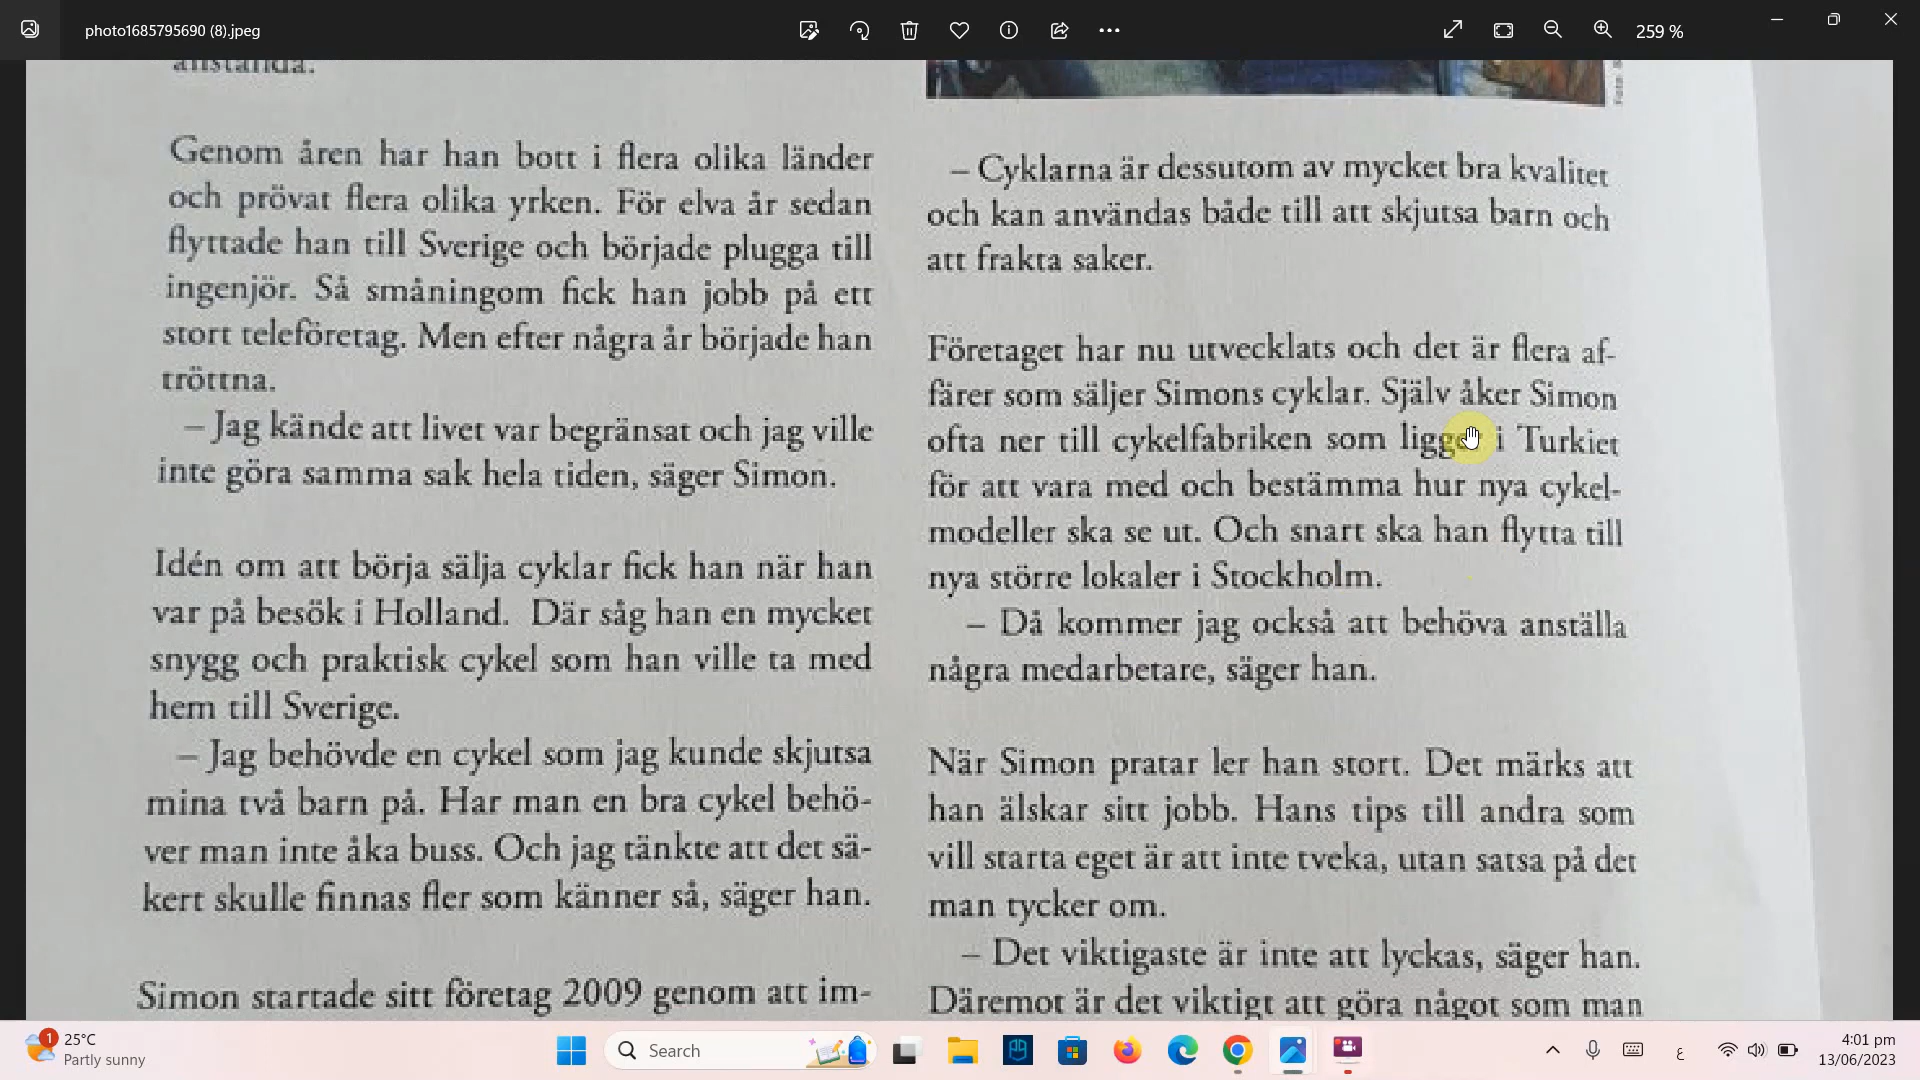 photo1685795690 (8).jpeg
259 %
anställda.
Genom åren har han bott i flera olika länder
och prövat flera olika yrken. För elva år sedan
flyttade han till Sverige och började plugga till
ingenjör. Så småningom fick han jobb på ett
stort teleföretag. Men efter några år började han
tröttna.
– Jag kände att livet var begränsat och jag ville
inte göra samma sak hela tiden, säger Simon.
Idén om att börja sälja cyklar fick han när han
var på besök i Holland. Där såg han en mycket
snygg och praktisk cykel som han ville ta med
hem till Sverige.
– Jag behövde en cykel som jag kunde skjutsa
mina två barn på. Har man en bra cykel behö-
ver man inte åka buss. Och jag tänkte att det sä-
kert skulle finnas fler som känner så, säger han.
Simon startade sitt företag 2009 genom att im-
Foto:
– Cyklarna är dessutom av mycket bra kvalitet
och kan användas både till att skjutsa barn och
att frakta saker.
Företaget har nu utvecklats och det är flera af-
färer som säljer Simons cyklar. Själv åker Simon
ofta ner till cykelfabriken som ligger i Turkiet
för att vara med och bestämma hur nya cykel-
modeller ska se ut. Och snart ska han flytta till
nya större lokaler i Stockholm.
– Då kommer jag också att behöva anställa
några medarbetare, säger han.
När Simon pratar ler han stort. Det märks att
han älskar sitt jobb. Hans tips till andra som
vill starta eget är att inte tveka, utan satsa på det
man tycker om.
– Det viktigaste är inte att lyckas, säger han.
Däremot är det viktigt att göra något som man
1
25°C
Partly sunny
Search
ع
4:01 pm
13/06/2023